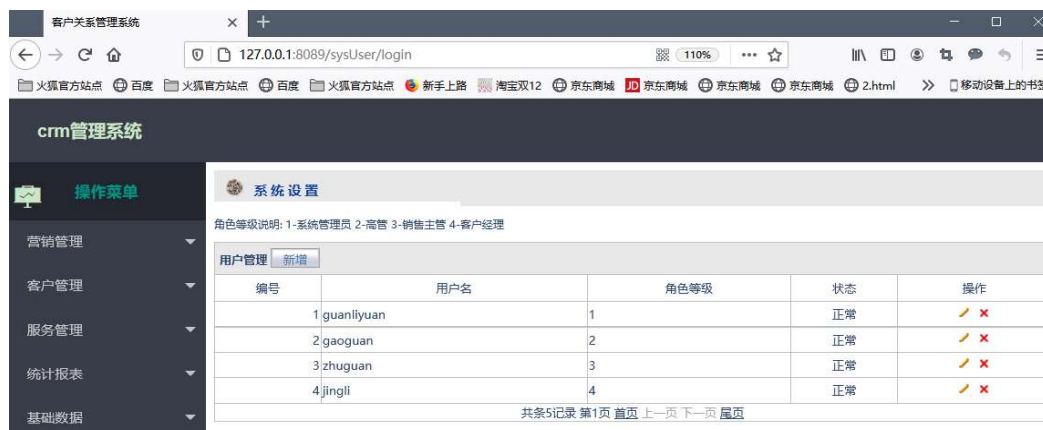 客户关系管理系统
127.0.0.1:8089/sysUser/login 110%
火狐官方站点 百度 火狐官方站点 百度 火狐官方站点 新手上路 淘宝双12 京东商城 JD 京东商城 京东商城 京东商城 2.html 移动设备上的书签
crm管理系统
操作菜单
系统设置
角色等级说明: 1-系统管理员 2-高管 3-销售主管 4-客户经理
营销管理
用户管理 新增
客户管理
编号 用户名 角色等级 状态 操作
1 guanliyuan 1 正常
服务管理
2 gaoguan 2 正常
3 zhuguan 3 正常
统计报表
4 jingli 4 正常
共条5记录 第1页 首页 上一页 下一页 尾页
基础数据